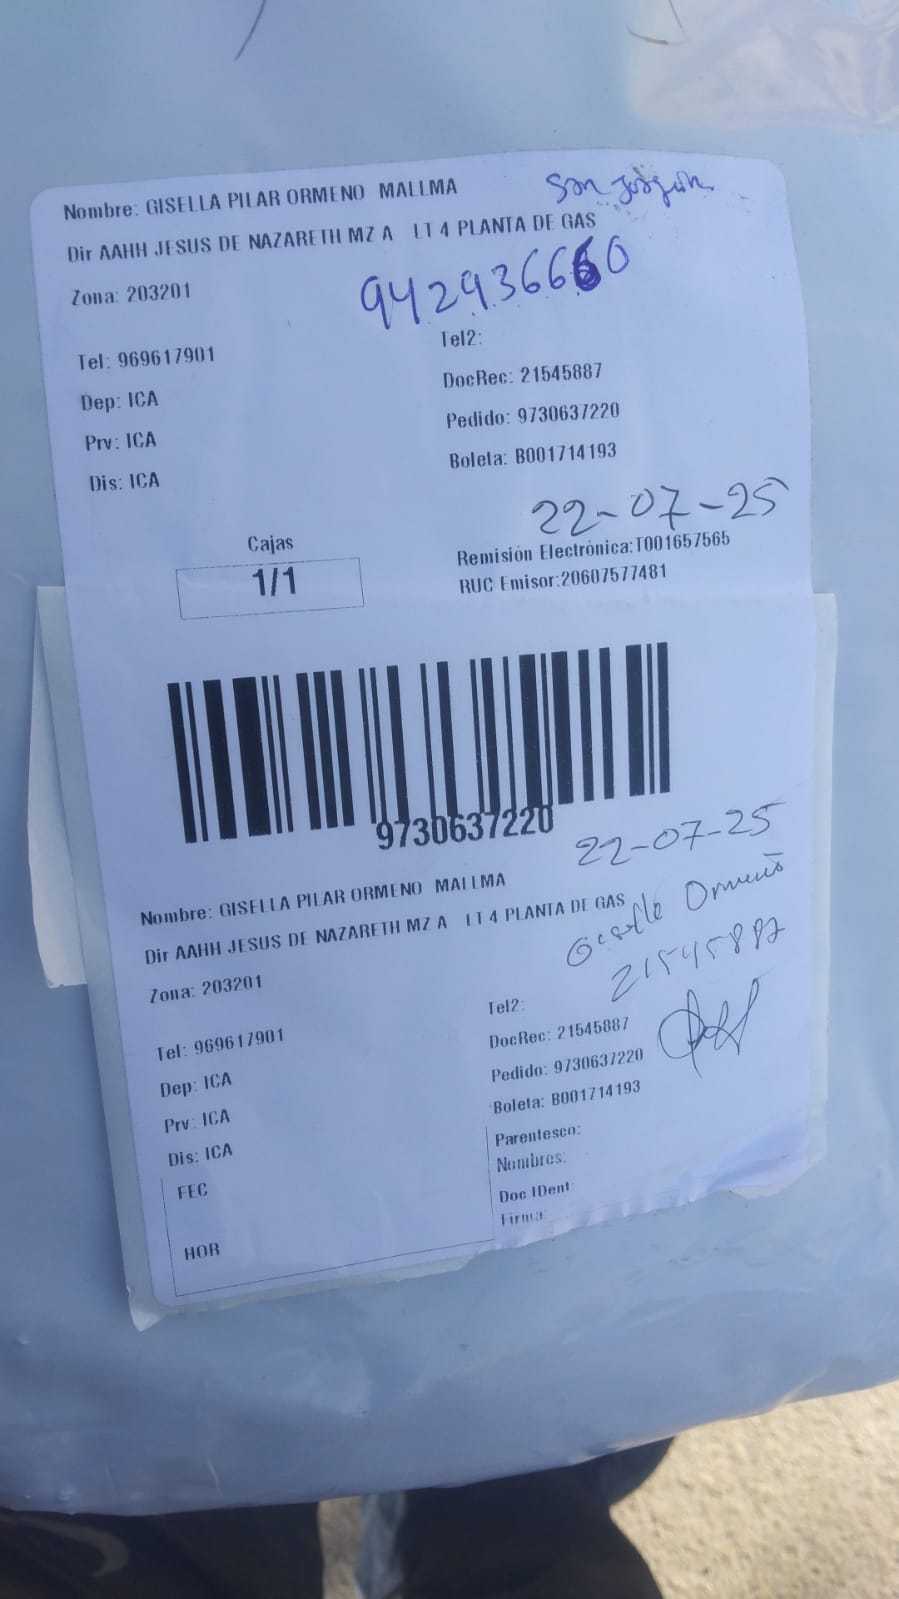 Nombre: GISELLA PILAR ORMENO MALLMA
San Joaquin
Dir AAHH JESUS DE NAZARETH MZ A LT 4 PLANTA DE GAS
Zona: 203201
Tel: 969617901
Tel2:
Dep: ICA
DocRec: 21545887
Prv: ICA
Pedido: 9730637220
Dis: ICA
Boleta: B001714193
22-07-25
Cajas
1/1
Remisión Electrónica:T001657565
RUC Emisor:20607577481
9730637220
22-07-25
Nombre: GISELLA PILAR ORMENO MALLMA
Ormeño
Dir AAHH JESUS DE NAZARETH MZ A LT 4 PLANTA DE GAS
Zona: 203201
Tel2:
Tel: 969617901
DocRec: 21545887
Dep: ICA
Pedido: 9730637220
Prv: ICA
Boleta: B001714193
Dis: ICA
Parentesco:
Nombres:
FEC
Doc IDent:
Firma:
HOR